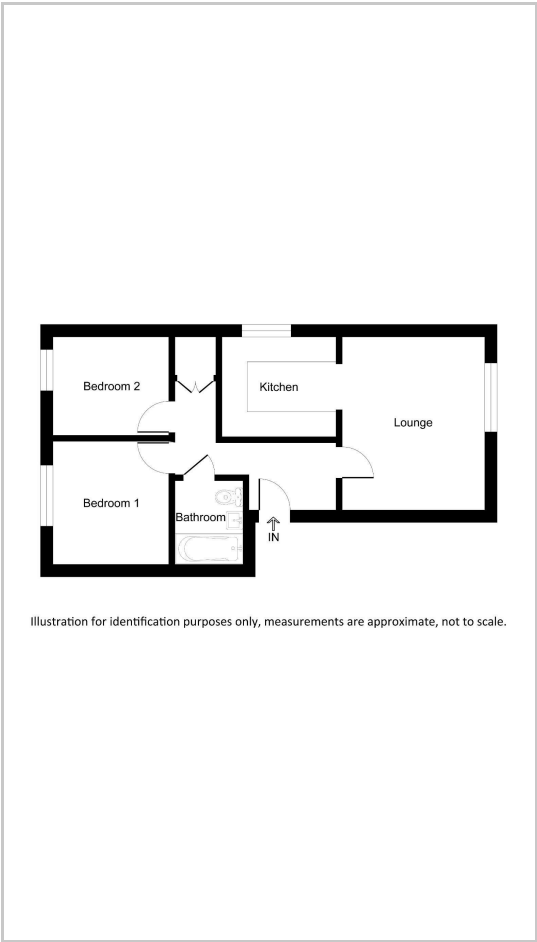 Bedroom 2
Kitchen
Lounge
Bedroom 1
Bathroom
IN
Illustration for identification purposes only, measurements are approximate, not to scale.